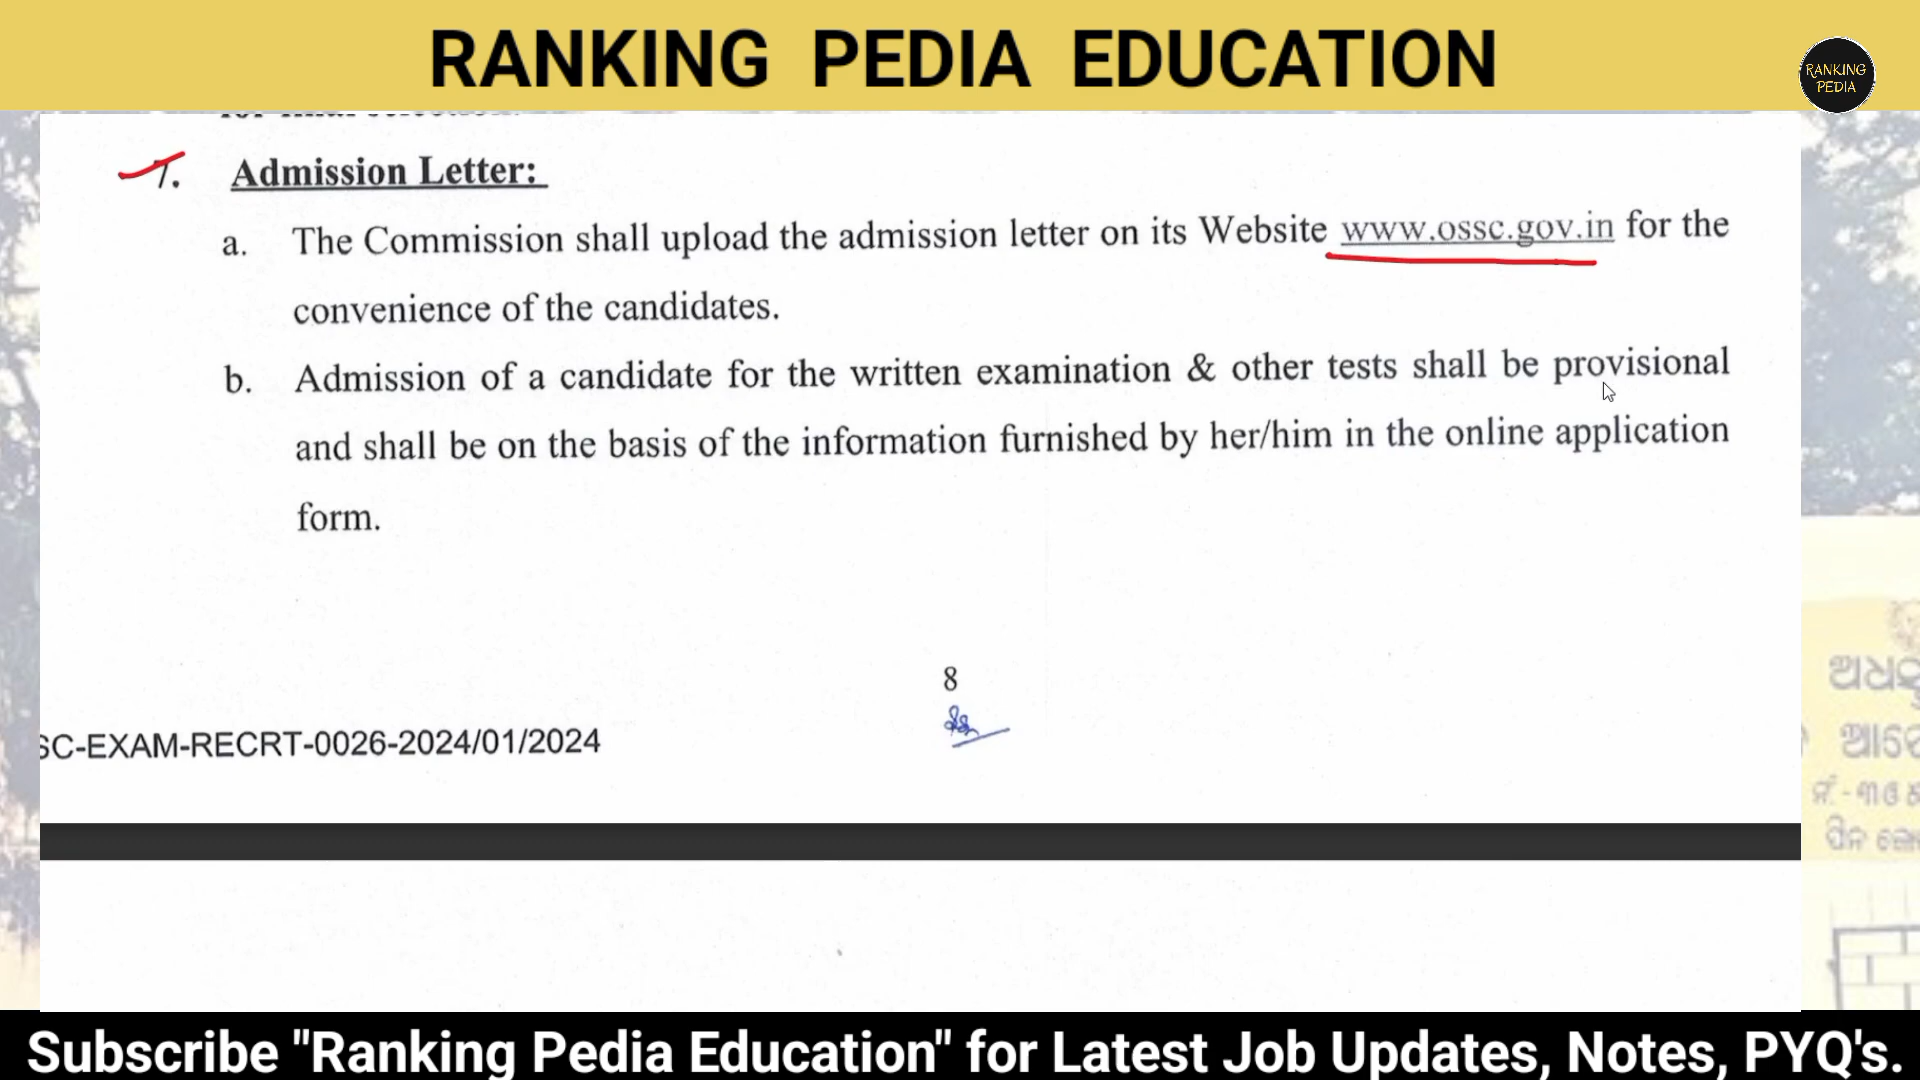 RANKING PEDIA EDUCATION
RANKING
PEDIA
7. Admission Letter:
a. The Commission shall upload the admission letter on its Website www.ossc.gov.in for the
convenience of the candidates.
b. Admission of a candidate for the written examination & other tests shall be provisional
and shall be on the basis of the information furnished by her/him in the online application
form.
8
SC-EXAM-RECRT-0026-2024/01/2024
Subscribe "Ranking Pedia Education" for Latest Job Updates, Notes, PYQ's.